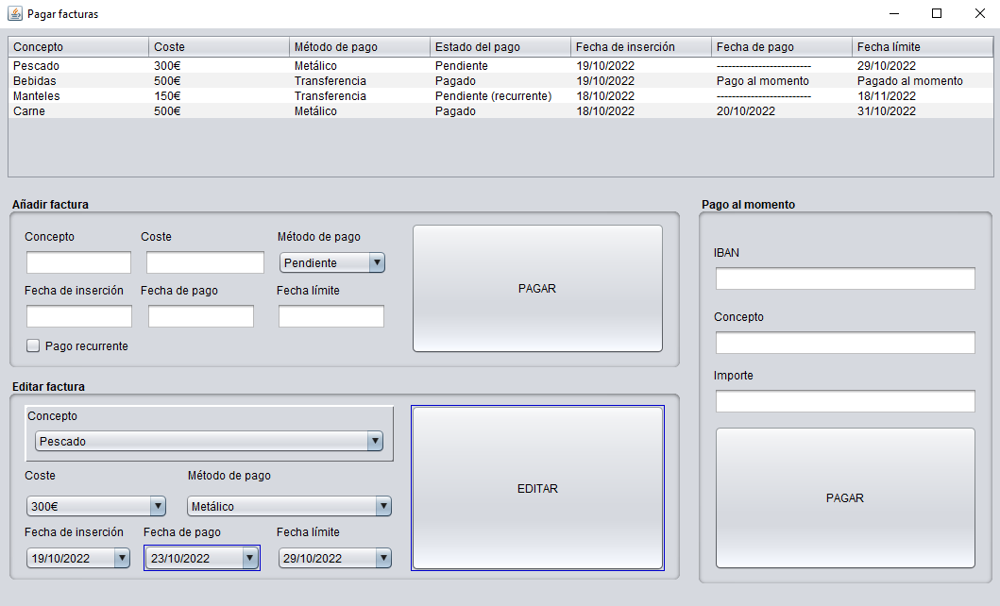 Pagar facturas
Concepto Coste Método de pago Estado del pago Fecha de inserción Fecha de pago Fecha límite
Pescado 300€ Metálico Pendiente 19/10/2022 ------------------------- 29/10/2022
Bebidas 500€ Transferencia Pagado 19/10/2022 Pago al momento Pagado al momento
Manteles 150€ Transferencia Pendiente (recurrente) 18/10/2022 ------------------------- 18/11/2022
Carne 500€ Metálico Pagado 18/10/2022 20/10/2022 31/10/2022
Añadir factura
Concepto Coste Método de pago
Pendiente
Fecha de inserción Fecha de pago Fecha límite
Pago recurrente
PAGAR
Editar factura
Concepto
Pescado
Coste Método de pago
300€ Metálico
Fecha de inserción Fecha de pago Fecha límite
19/10/2022 23/10/2022 29/10/2022
EDITAR
Pago al momento
IBAN
Concepto
Importe
PAGAR